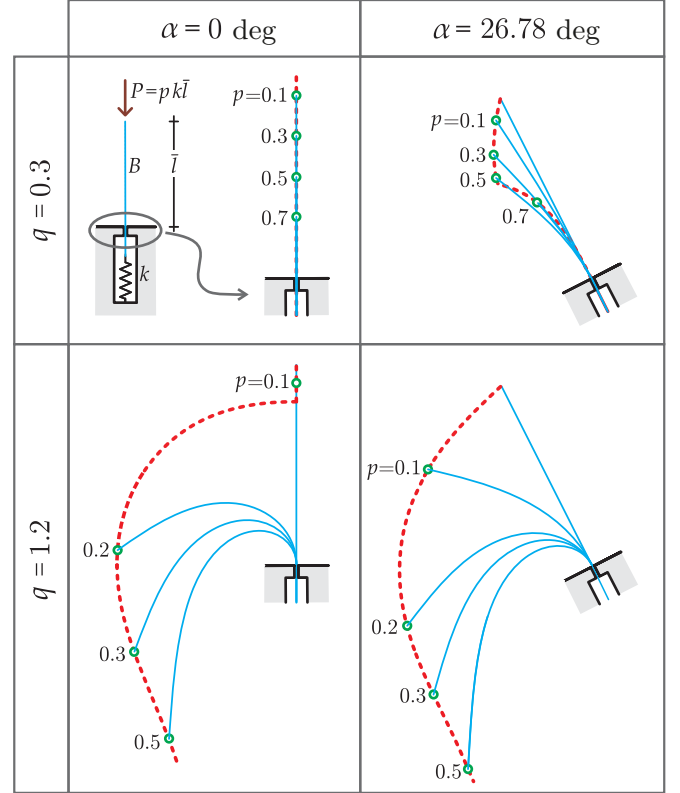 α = 0 deg
α = 26.78 deg
q = 0.3
P=pkl̄
B
l̄
k
p=0.1
0.3
0.5
0.7
p=0.1
0.3
0.5
0.7
q = 1.2
p=0.1
0.2
0.3
0.5
p=0.1
0.2
0.3
0.5